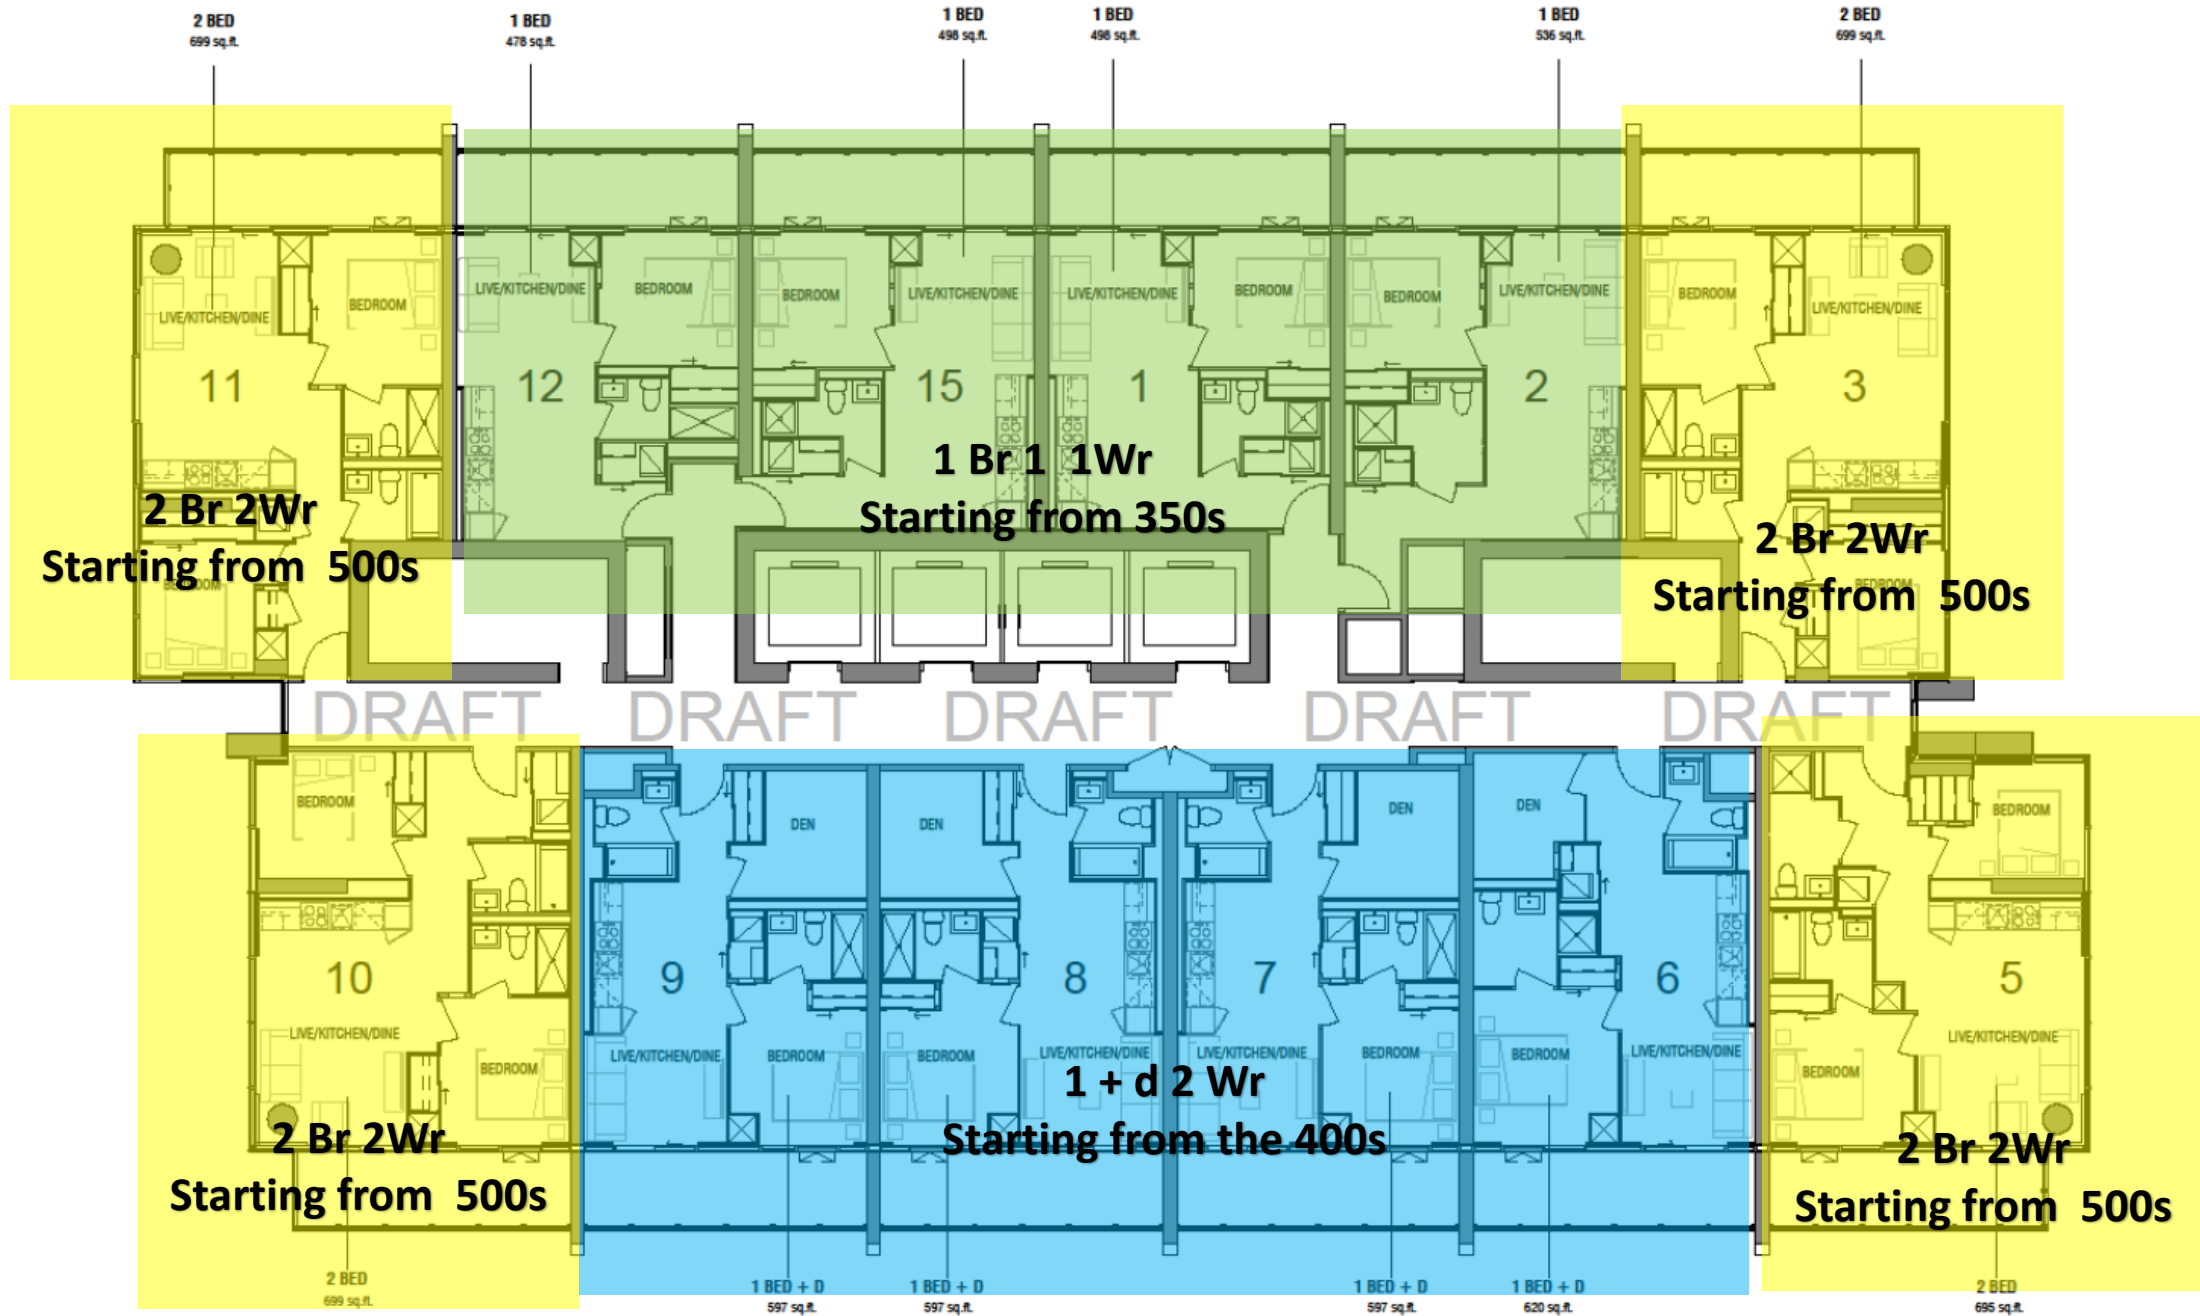 2 BED
699 sq.ft.
1 BED
478 sq.ft.
1 BED
498 sq.ft.
1 BED
498 sq.ft.
1 BED
536 sq.ft.
2 BED
699 sq.ft.
LIVE/KITCHEN/DINE
BEDROOM
11
2 Br 2Wr
Starting from 500s
BEDROOM
LIVE/KITCHEN/DINE
BEDROOM
12
BEDROOM
LIVE/KITCHEN/DINE
15
LIVE/KITCHEN/DINE
BEDROOM
1
BEDROOM
LIVE/KITCHEN/DINE
2
1 Br 1 1Wr
Starting from 350s
BEDROOM
LIVE/KITCHEN/DINE
3
2 Br 2Wr
Starting from 500s
BEDROOM
DRAFT DRAFT DRAFT DRAFT DRAFT
BEDROOM
10
LIVE/KITCHEN/DINE
BEDROOM
2 Br 2Wr
Starting from 500s
2 BED
699 sq.ft.
DEN
9
LIVE/KITCHEN/DINE
BEDROOM
DEN
8
BEDROOM
LIVE/KITCHEN/DINE
DEN
7
LIVE/KITCHEN/DINE
BEDROOM
DEN
6
BEDROOM
LIVE/KITCHEN/DINE
1 + d 2 Wr
Starting from the 400s
1 BED + D
597 sq.ft.
1 BED + D
597 sq.ft.
1 BED + D
597 sq.ft.
1 BED + D
620 sq.ft.
BEDROOM
5
LIVE/KITCHEN/DINE
BEDROOM
2 Br 2Wr
Starting from 500s
2 BED
695 sq.ft.